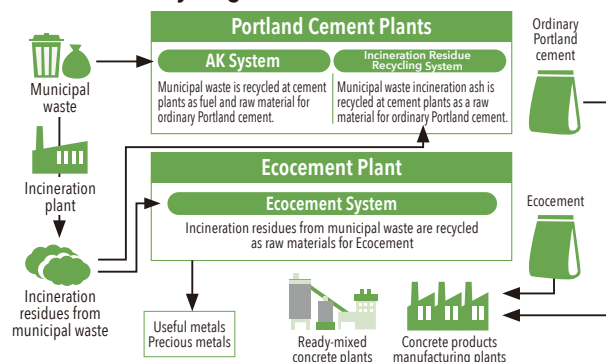 Portland Cement Plants
AK System
Municipal waste is recycled at cement
plants as fuel and raw material for
ordinary Portland cement.
Incineration Residue
Recycling System
Municipal waste incineration ash is
recycled at cement plants as a raw
material for ordinary Portland cement.
Ordinary
Portland
cement
Municipal
waste
Incineration
plant
Incineration
residues from
municipal waste
Ecocement Plant
Ecocement System
Incineration residues from municipal waste are recycled
as raw materials for Ecocement
Ecocement
Useful metals
Precious metals
Ready-mixed
concrete plants
Concrete products
manufacturing plants